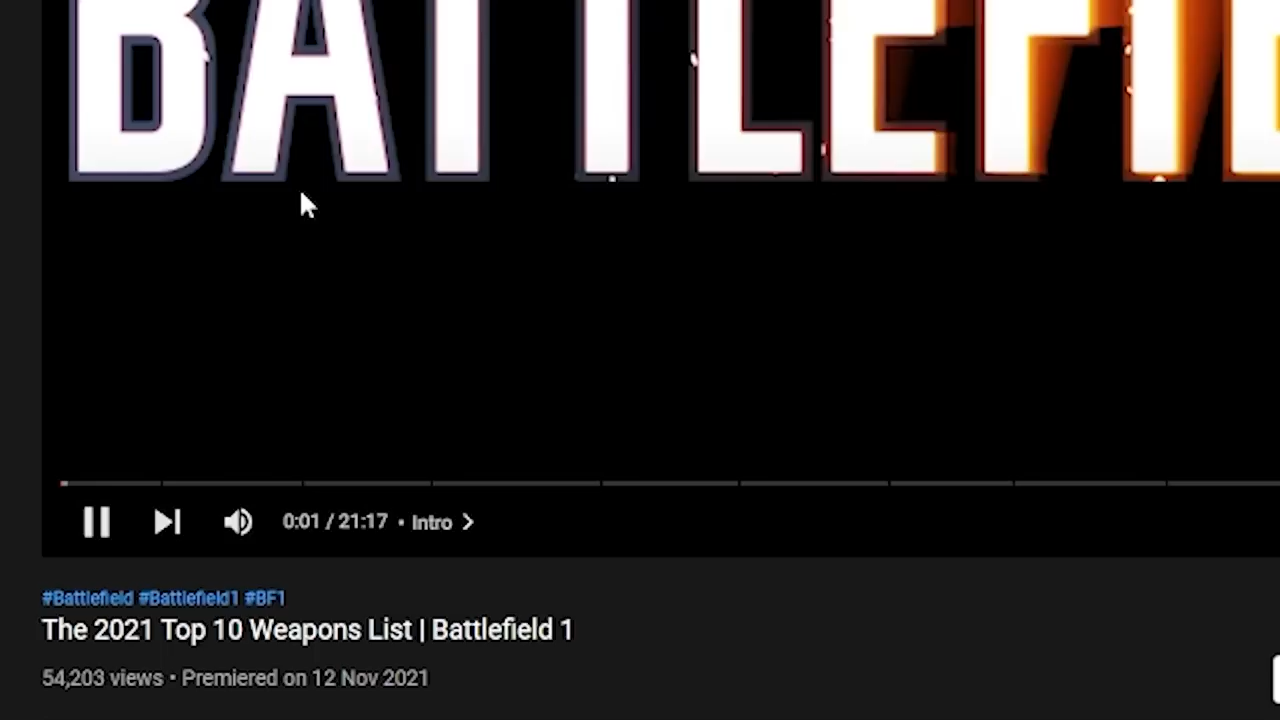 BATTLEFIE
0:01 / 21:17 • Intro
#Battlefield #Battlefield1 #BF1
The 2021 Top 10 Weapons List | Battlefield 1
54,203 views • Premiered on 12 Nov 2021